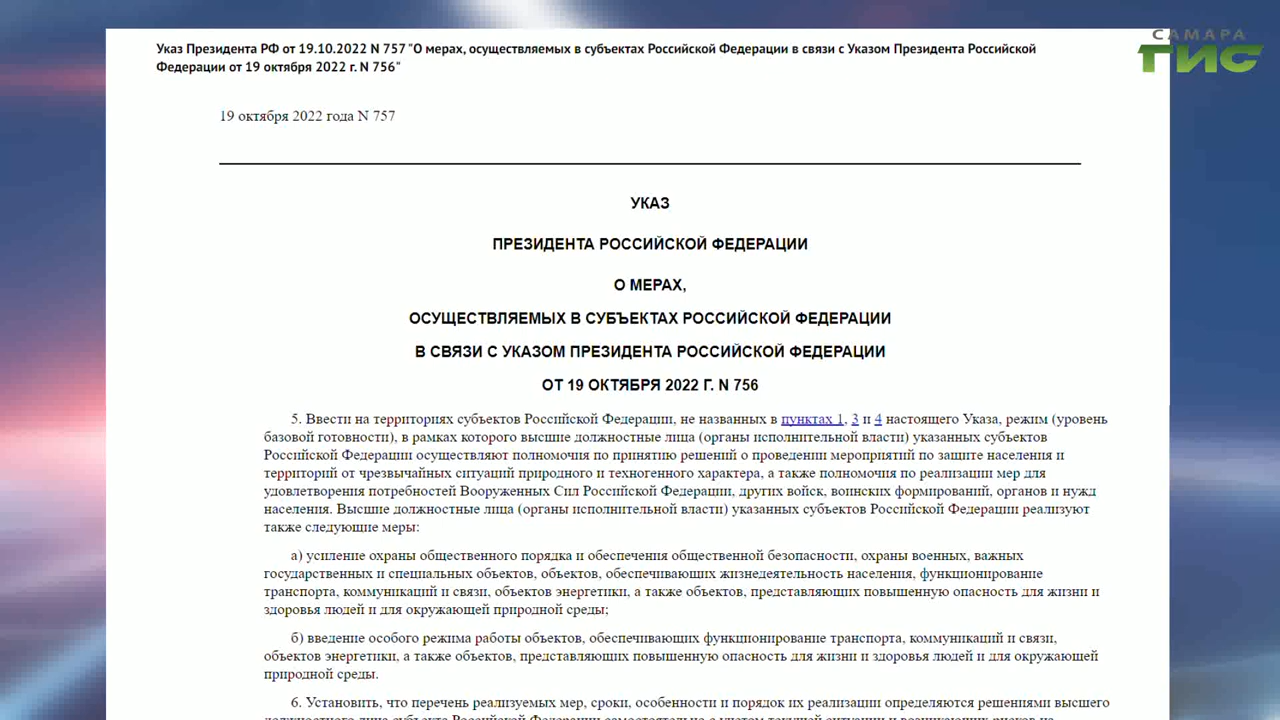 САМАРА
ГИС
Указ Президента РФ от 19.10.2022 N 757 "О мерах, осуществляемых в субъектах Российской Федерации в связи с Указом Президента Российской
Федерации от 19 октября 2022 г. N 756"
19 октября 2022 года N 757
УКАЗ
ПРЕЗИДЕНТА РОССИЙСКОЙ ФЕДЕРАЦИИ
О МЕРАХ,
ОСУЩЕСТВЛЯЕМЫХ В СУБЪЕКТАХ РОССИЙСКОЙ ФЕДЕРАЦИИ
В СВЯЗИ С УКАЗОМ ПРЕЗИДЕНТА РОССИЙСКОЙ ФЕДЕРАЦИИ
ОТ 19 ОКТЯБРЯ 2022 Г. N 756
5. Ввести на территориях субъектов Российской Федерации, не названных в пунктах 1, 3 и 4 настоящего Указа, режим (уровень
базовой готовности), в рамках которого высшие должностные лица (органы исполнительной власти) указанных субъектов
Российской Федерации осуществляют полномочия по принятию решений о проведении мероприятий по защите населения и
территорий от чрезвычайных ситуаций природного и техногенного характера, а также полномочия по реализации мер для
удовлетворения потребностей Вооруженных Сил Российской Федерации, других войск, воинских формирований, органов и нужд
населения. Высшие должностные лица (органы исполнительной власти) указанных субъектов Российской Федерации реализуют
также следующие меры:
а) усиление охраны общественного порядка и обеспечения общественной безопасности, охраны военных, важных
государственных и специальных объектов, объектов, обеспечивающих жизнедеятельность населения, функционирование
транспорта, коммуникаций и связи, объектов энергетики, а также объектов, представляющих повышенную опасность для жизни и
здоровья людей и для окружающей природной среды;
б) введение особого режима работы объектов, обеспечивающих функционирование транспорта, коммуникаций и связи,
объектов энергетики, а также объектов, представляющих повышенную опасность для жизни и здоровья людей и для окружающей
природной среды.
6. Установить, что перечень реализуемых мер, сроки, особенности и порядок их реализации определяются решениями высшего